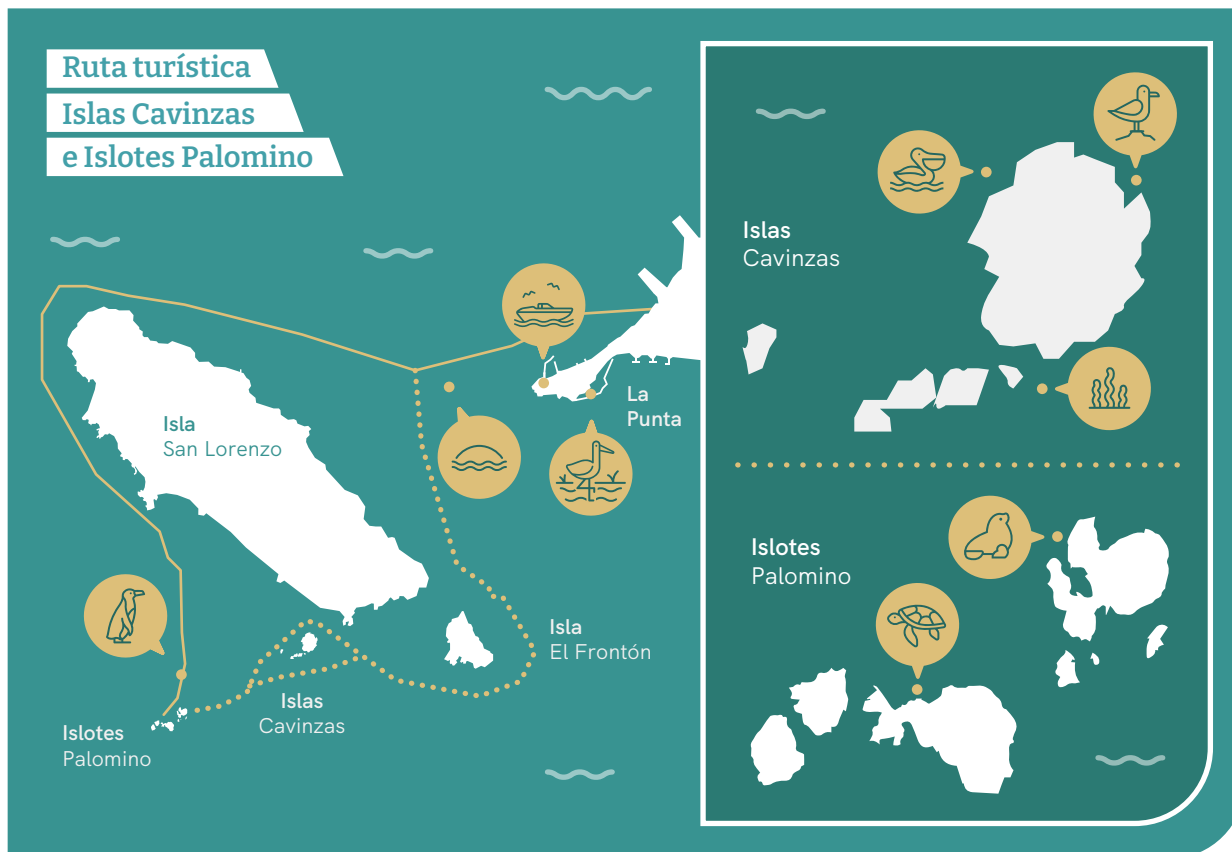 Ruta turística
Islas Cavinzas
e Islotes Palomino
Islas
Cavinzas
La
Punta
Isla
San Lorenzo
Islotes
Palomino
Isla
El Frontón
Islas
Cavinzas
Islotes
Palomino